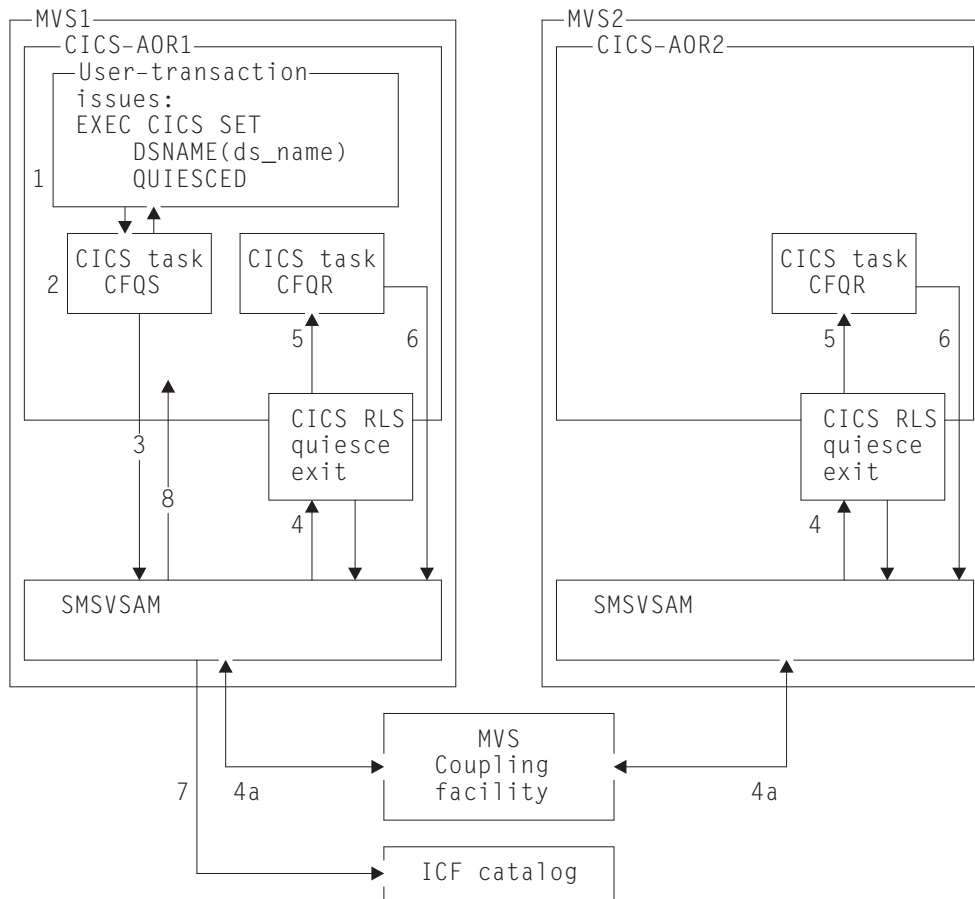 MVS1
CICS-AOR1
User-transaction
issues:
EXEC CICS SET
DSNAME(ds_name)
QUIESCED
1
CICS task
CFQS
2
CICS task
CFQR
5
6
CICS RLS
quiesce
exit
3
8
4
SMSVSAM
MVS2
CICS-AOR2
CICS task
CFQR
5
6
CICS RLS
quiesce
exit
4
SMSVSAM
MVS
Coupling
facility
7
4a
4a
ICF catalog